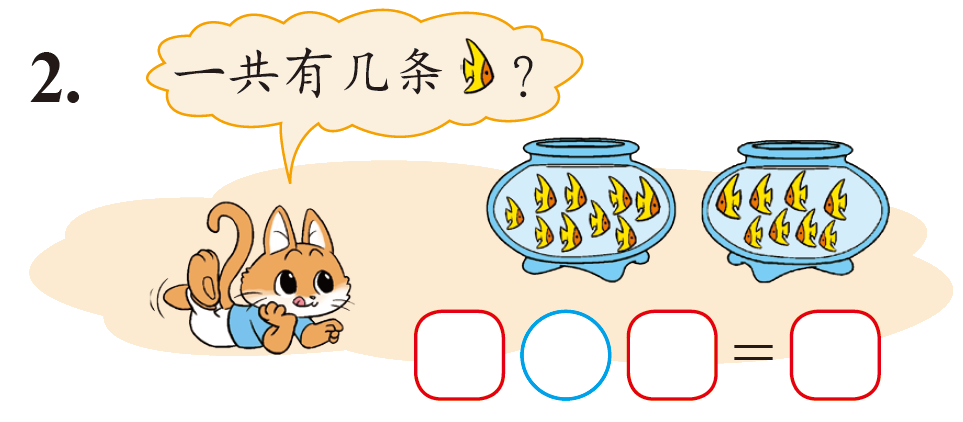 2.
一共有几条 ?
=